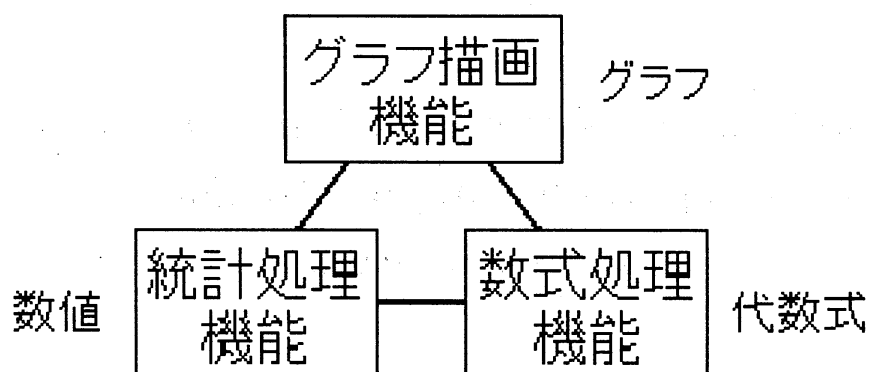 グラフ描画
機能
グラフ
統計処理
機能
数値
数式処理
機能
代数式